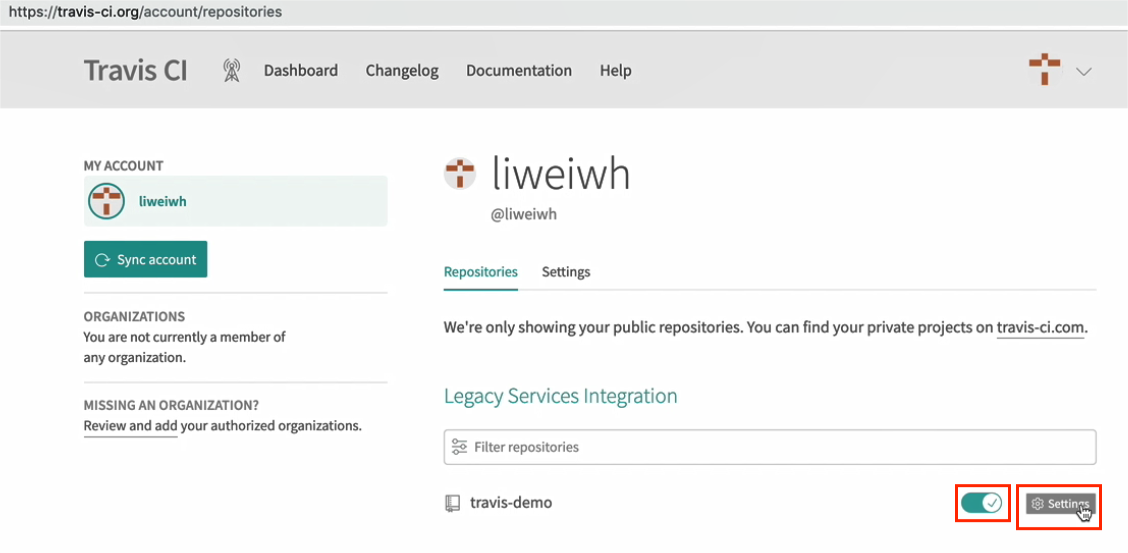 https://travis-ci.org/account/repositories
Travis CI Dashboard Changelog Documentation Help
MY ACCOUNT
liweiwh
Sync account
ORGANIZATIONS
You are not currently a member of
any organization.
MISSING AN ORGANIZATION?
Review and add your authorized organizations.
liweiwh
@liweiwh
Repositories Settings
We're only showing your public repositories. You can find your private projects on travis-ci.com.
Legacy Services Integration
Filter repositories
travis-demo Settings